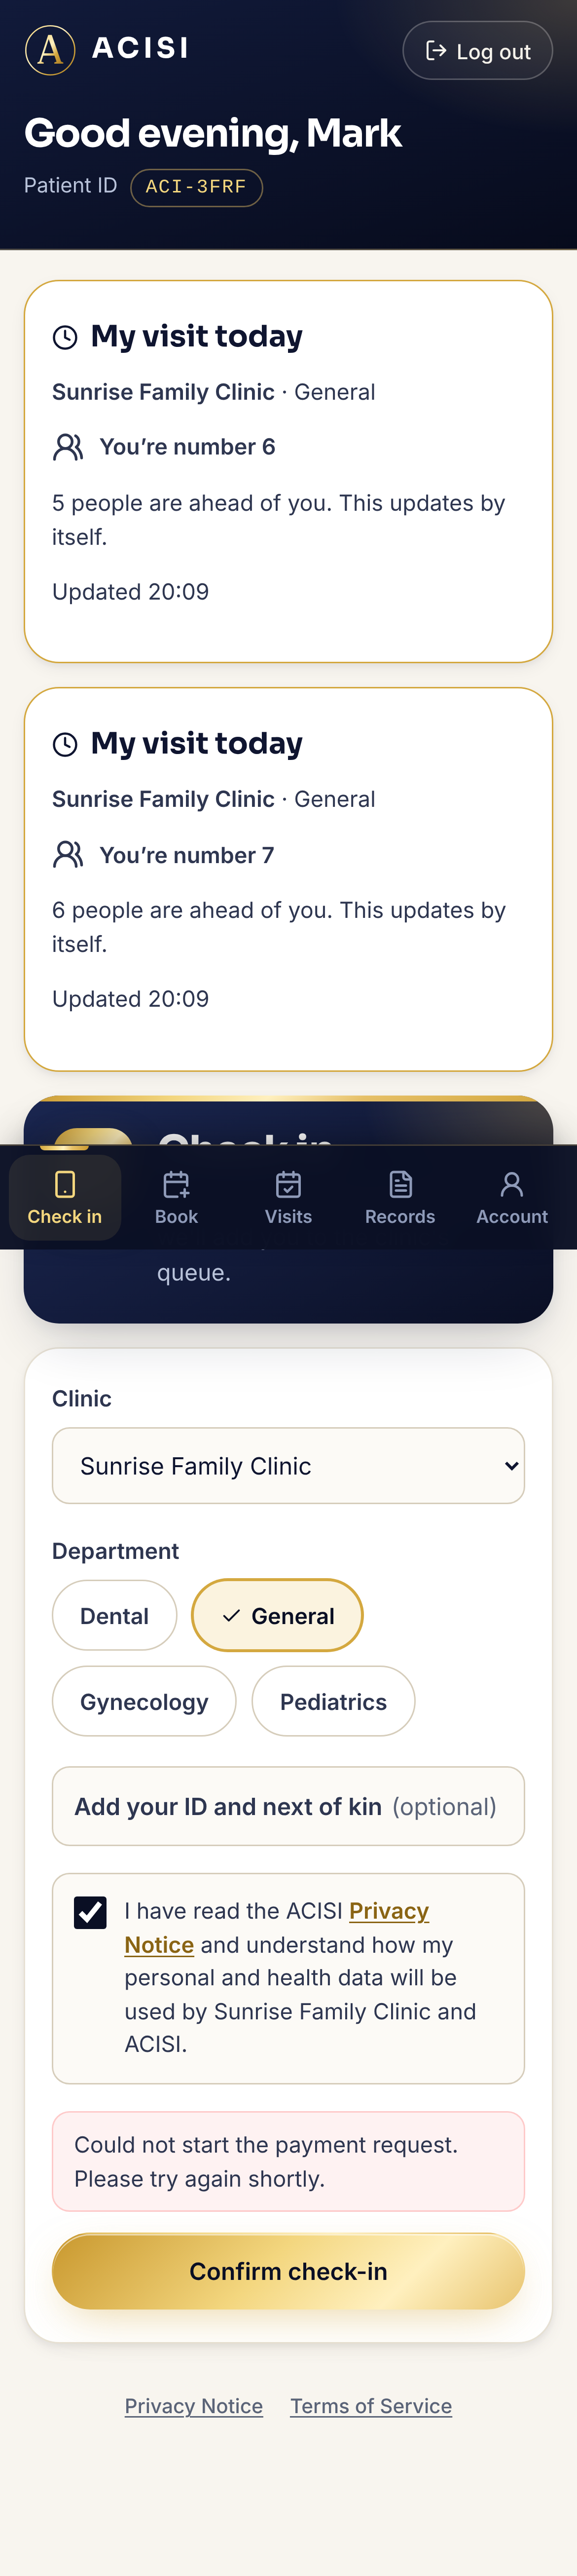 A ACISI
Log out
Good evening, Mark
Patient ID ACI-3FRF
My visit today
Sunrise Family Clinic · General
You’re number 6
5 people are ahead of you. This updates by
itself.
Updated 20:09
My visit today
Sunrise Family Clinic · General
You’re number 7
6 people are ahead of you. This updates by
itself.
Updated 20:09
Check in
Check in
Book
Visits
Records
Account
queue.
Clinic
Sunrise Family Clinic
Department
Dental
General
Gynecology
Pediatrics
Add your ID and next of kin (optional)
I have read the ACISI Privacy
Notice and understand how my
personal and health data will be
used by Sunrise Family Clinic and
ACISI.
Could not start the payment request.
Please try again shortly.
Confirm check-in
Privacy Notice
Terms of Service